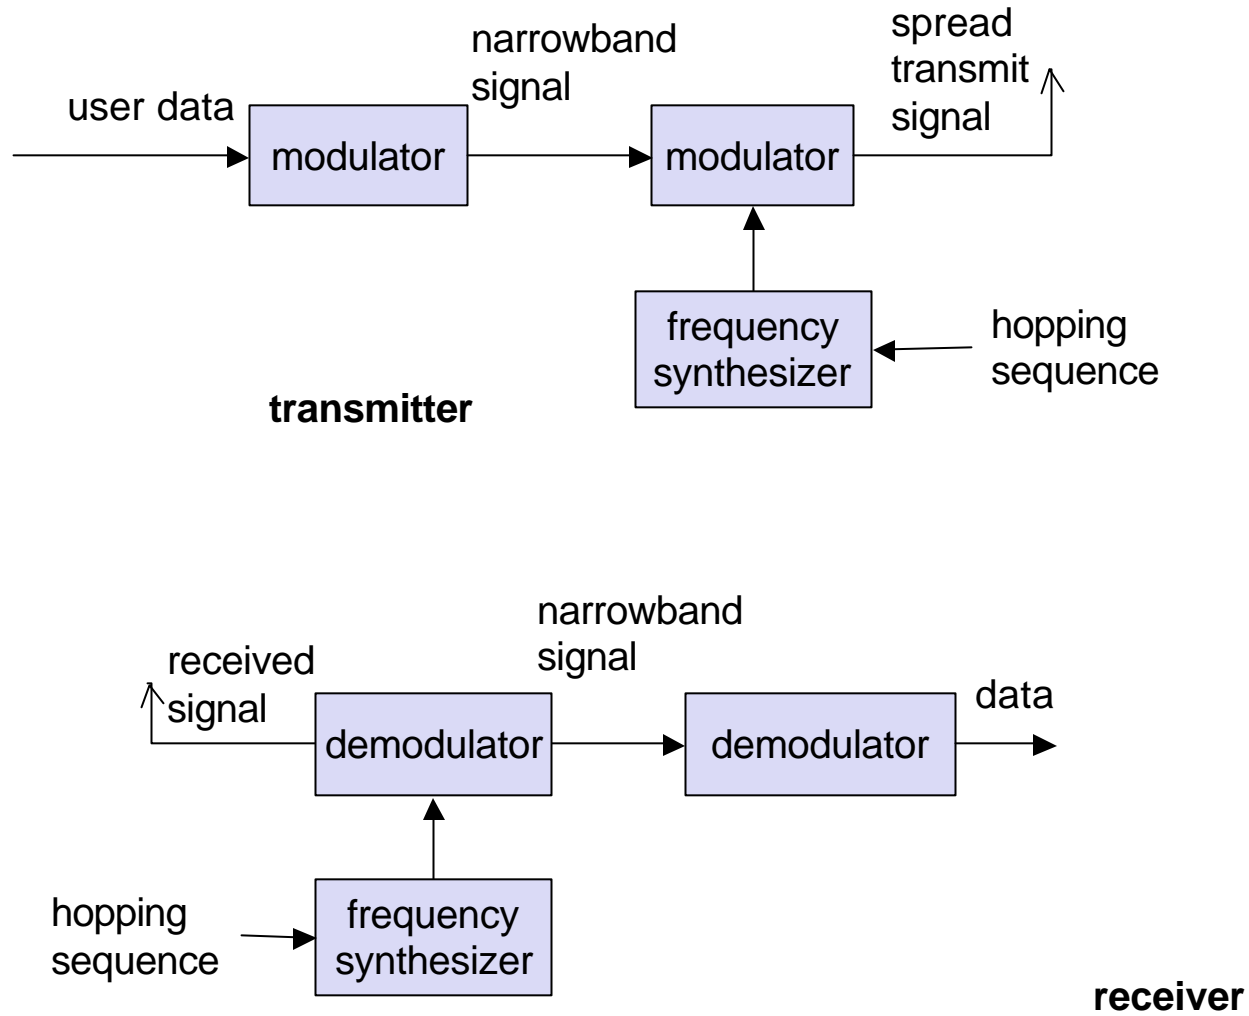 narrowband
signal
spread
transmit
signal
user data
modulator
modulator
frequency
synthesizer
hopping
sequence
transmitter
narrowband
signal
received
signal
demodulator
demodulator
data
hopping
sequence
frequency
synthesizer
receiver